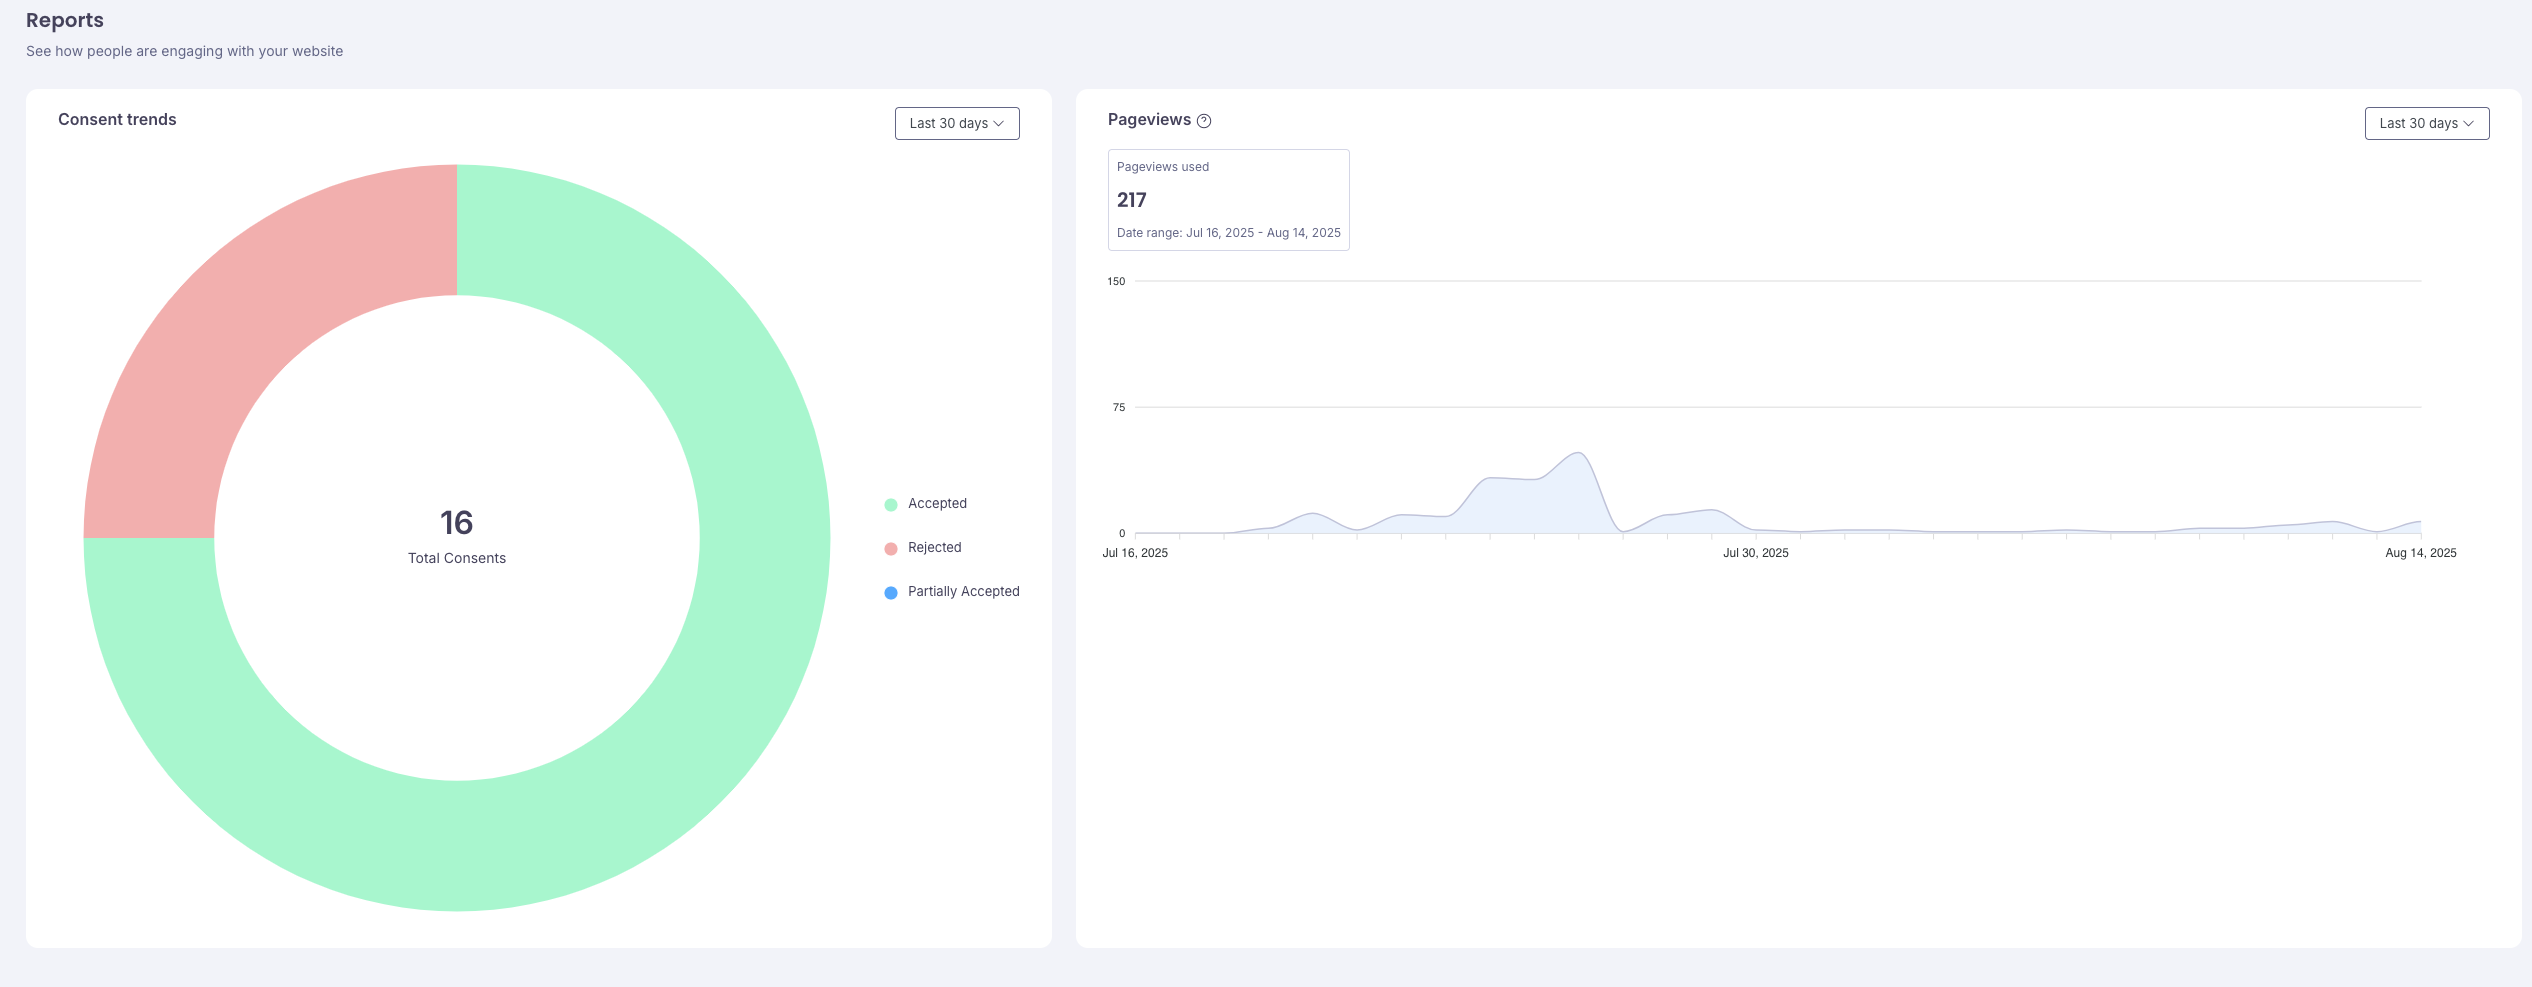 Reports
See how people are engaging with your website
Consent trends
Last 30 days
16
Total Consents
Accepted
Rejected
Partially Accepted
Pageviews
Last 30 days
Pageviews used
217
Date range: Jul 16, 2025 - Aug 14, 2025
150
75
0
Jul 16, 2025
Jul 30, 2025
Aug 14, 2025